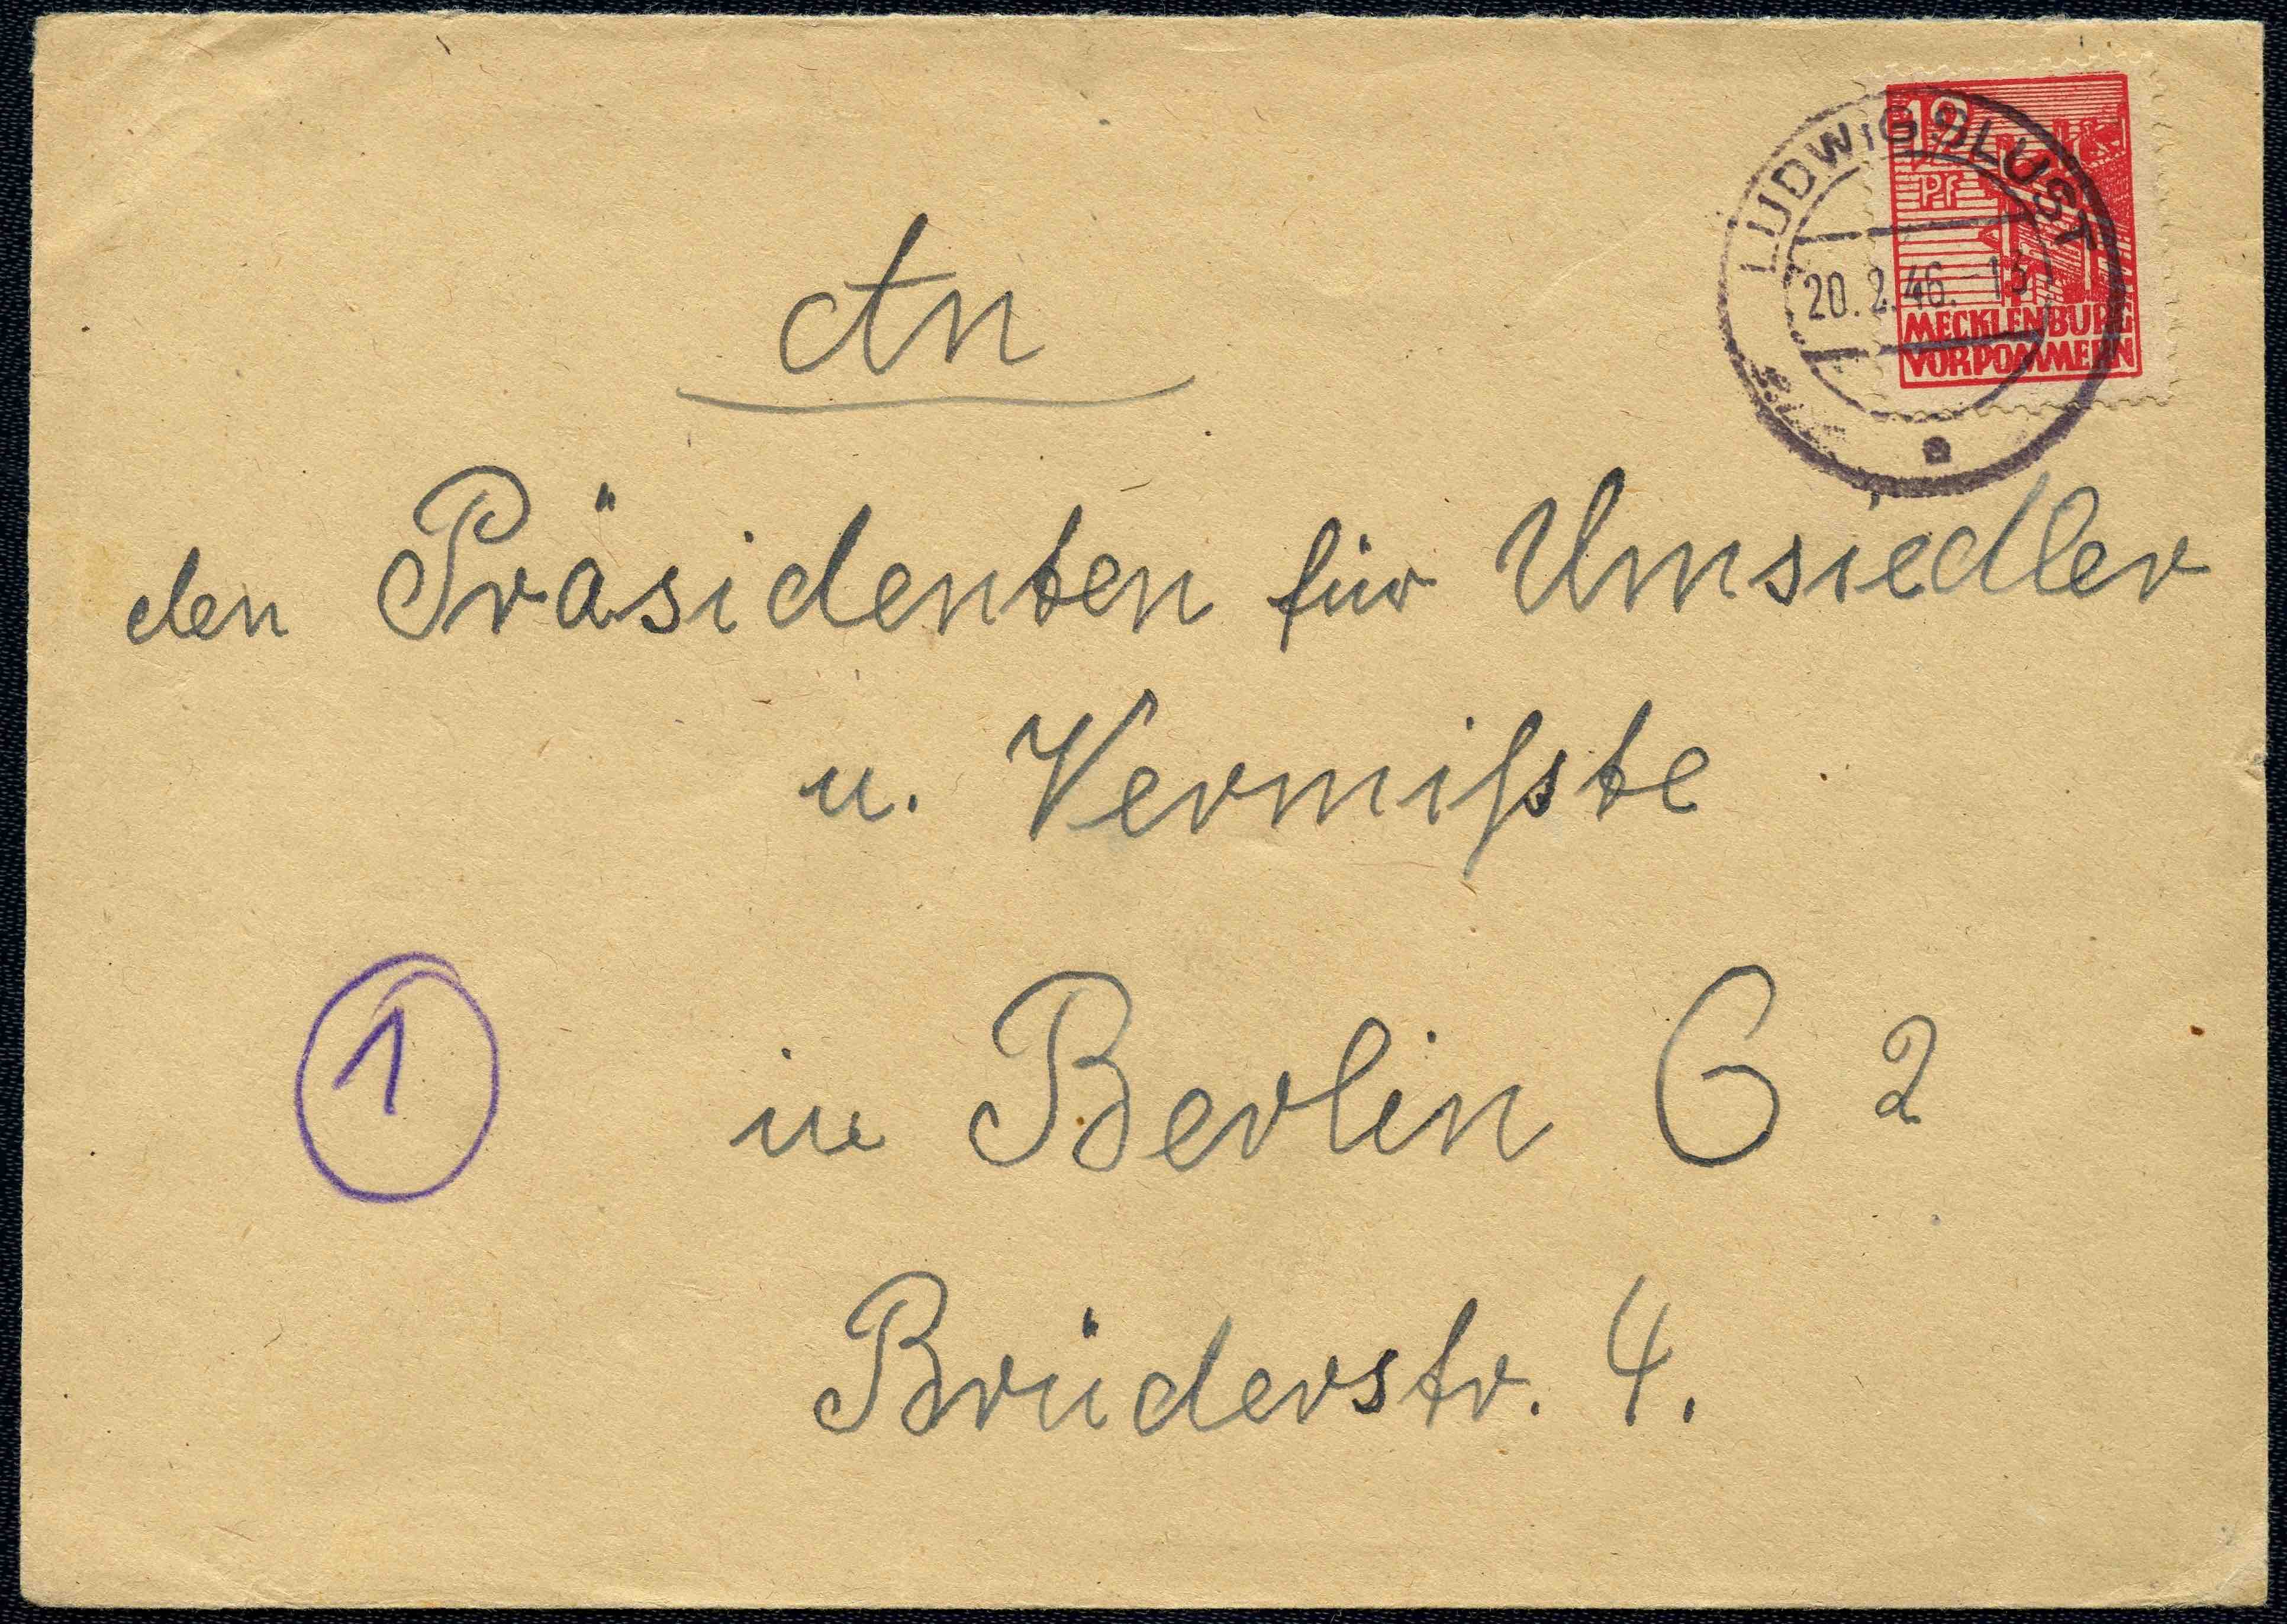 12
Pf
MECKLENBURG
VORPOMMERN
LUDWIGSLUST
20.2.46.-13
a
An
den Präsidenten für Umsiedler
u. Vermißte
1
in Berlin C 2
Brüderstr. 4.